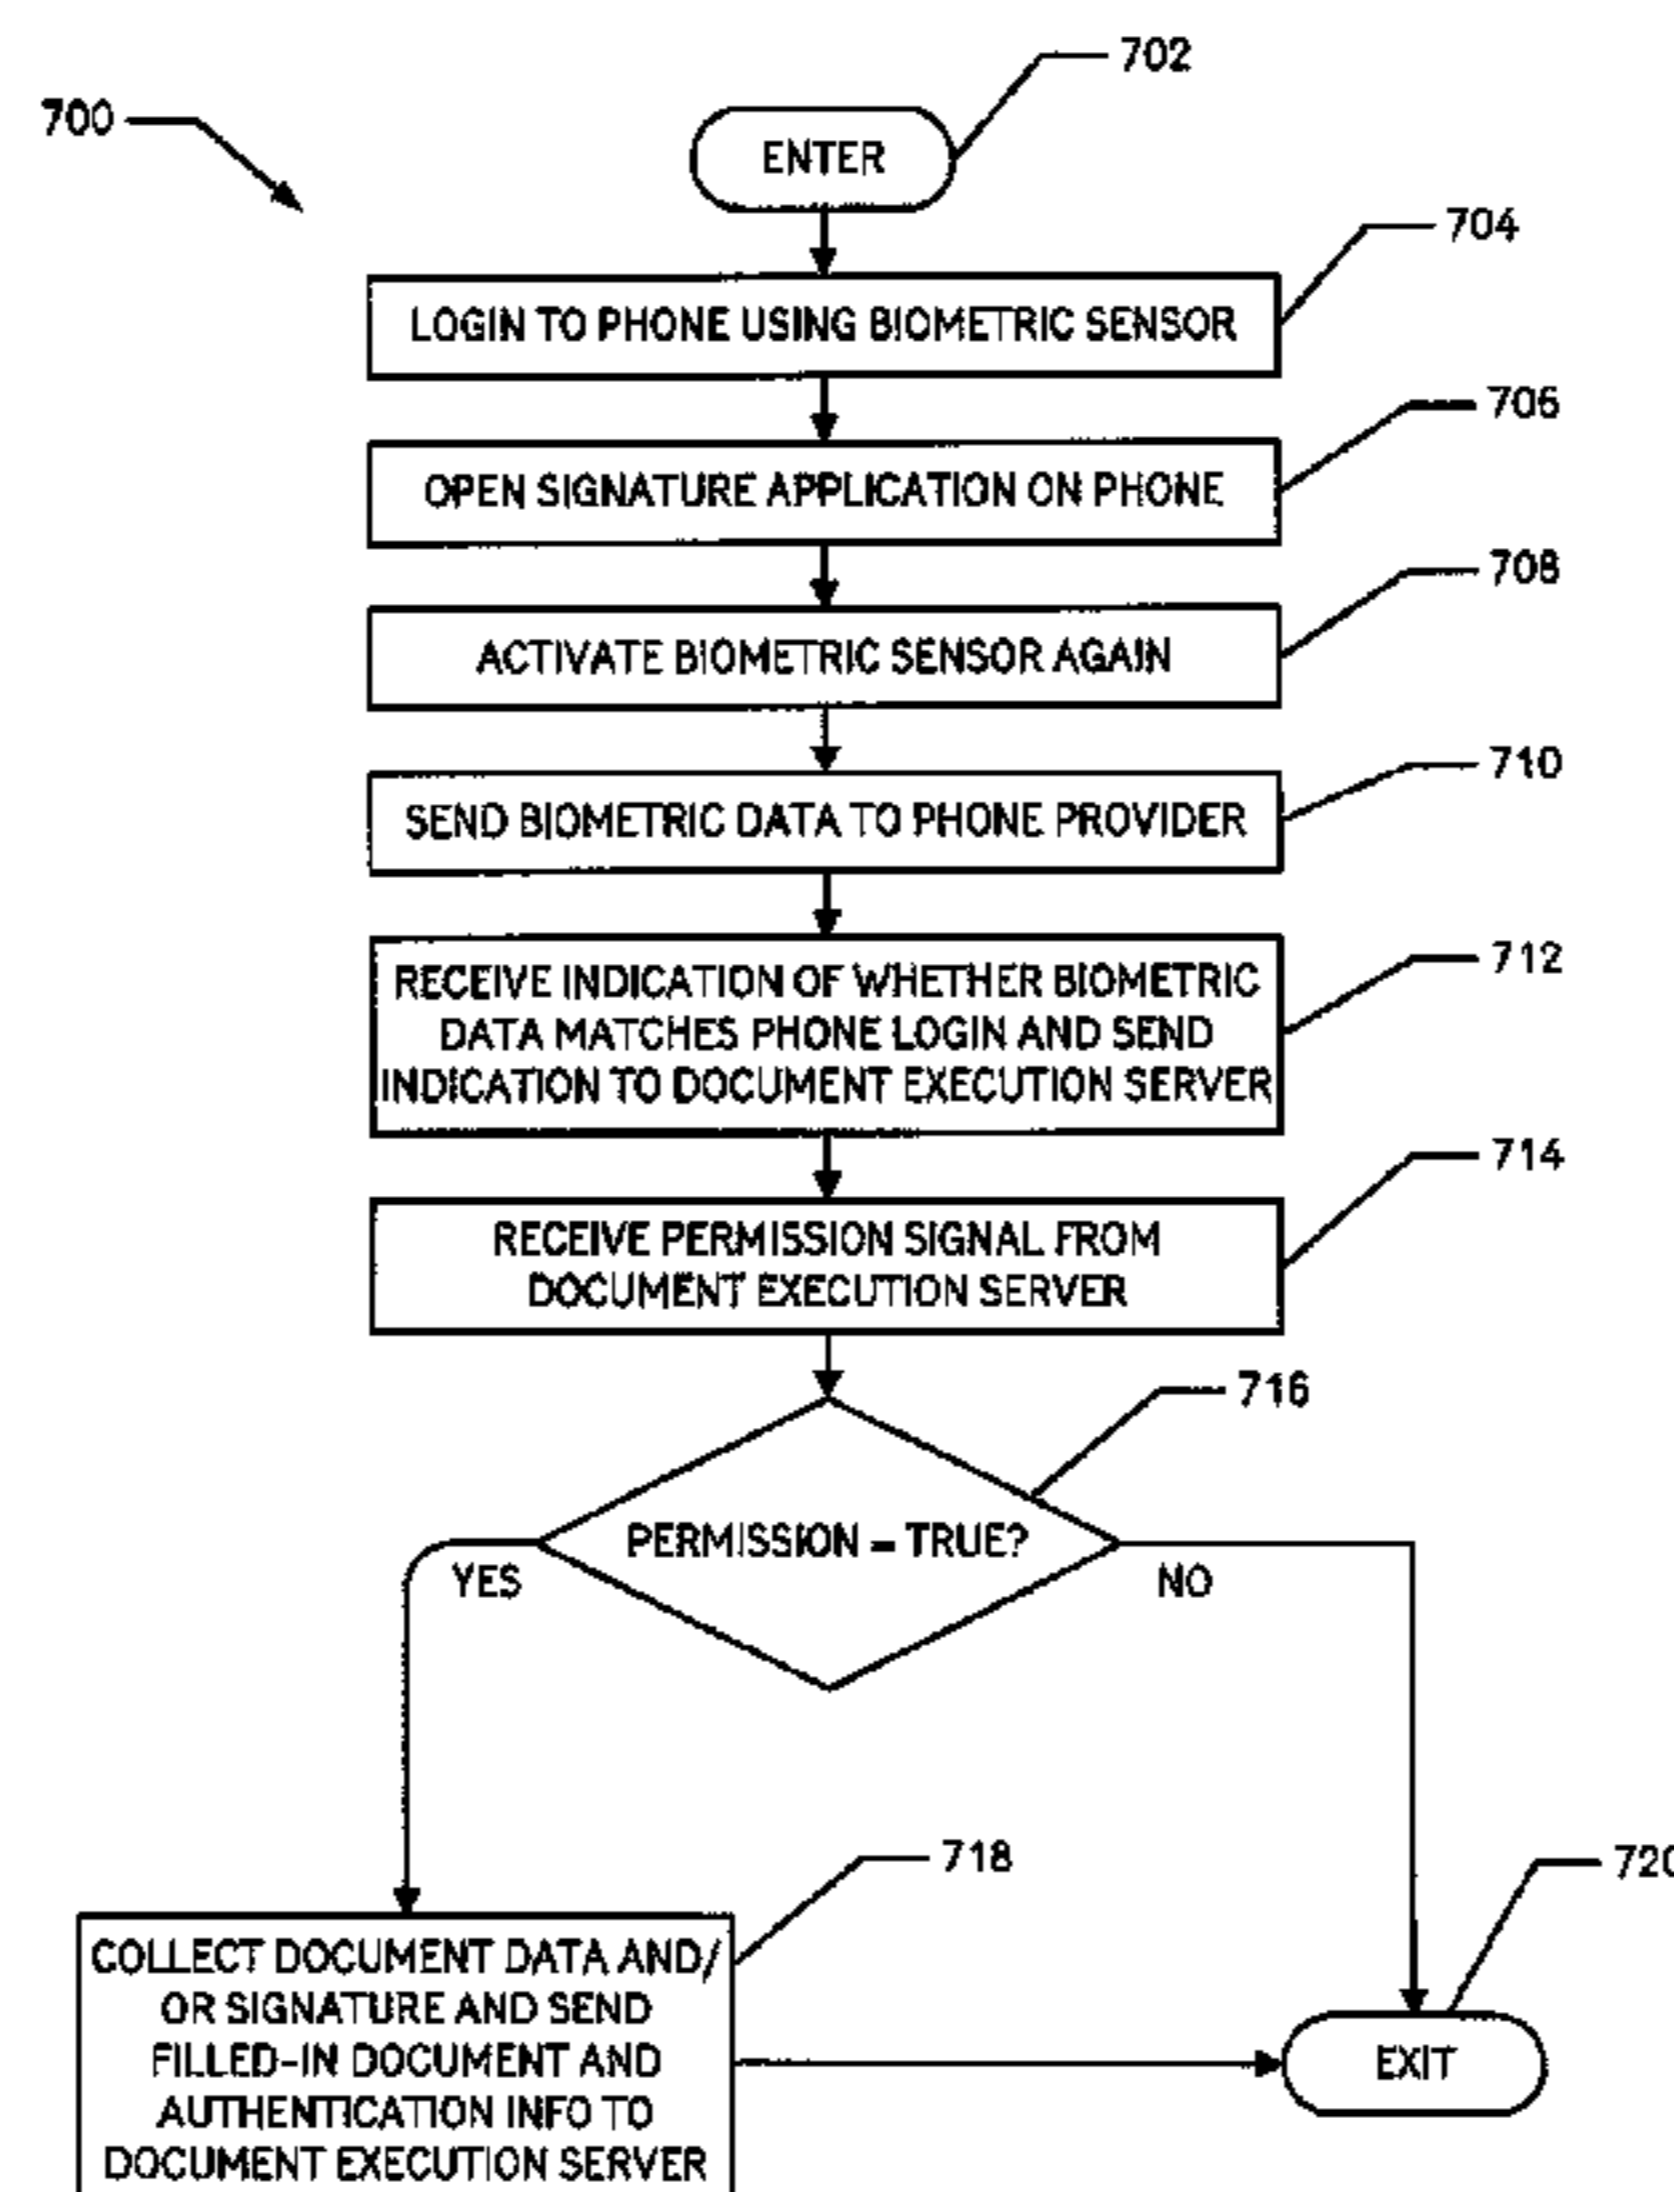 702
700
ENTER
704
LOGIN TO PHONE USING BIOMETRIC SENSOR
706
OPEN SIGNATURE APPLICATION ON PHONE
708
ACTIVATE BIOMETRIC SENSOR AGAIN
710
SEND BIOMETRIC DATA TO PHONE PROVIDER
712
RECEIVE INDICATION OF WHETHER BIOMETRIC
DATA MATCHES PHONE LOGIN AND SEND
INDICATION TO DOCUMENT EXECUTION SERVER
714
RECEIVE PERMISSION SIGNAL FROM
DOCUMENT EXECUTION SERVER
716
PERMISSION = TRUE?
YES
NO
718
720
COLLECT DOCUMENT DATA AND/
OR SIGNATURE AND SEND
FILLED-IN DOCUMENT AND
AUTHENTICATION INFO TO
DOCUMENT EXECUTION SERVER
EXIT